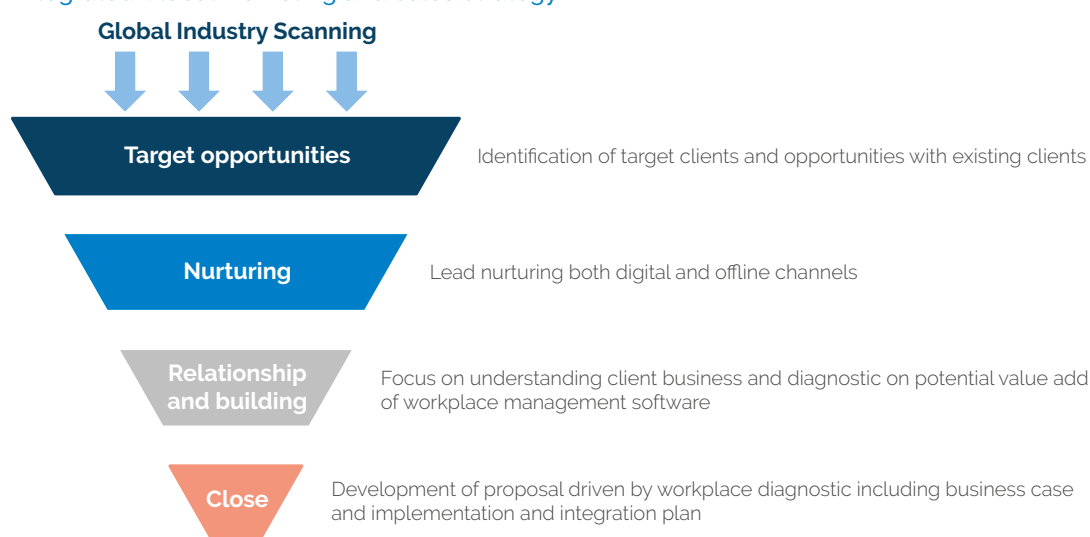 Global Industry Scanning
Target opportunities
Identification of target clients and opportunities with existing clients
Nurturing
Lead nurturing both digital and offline channels
Relationship
and building
Focus on understanding client business and diagnostic on potential value add
of workplace management software
Close
Development of proposal driven by workplace diagnostic including business case
and implementation and integration plan